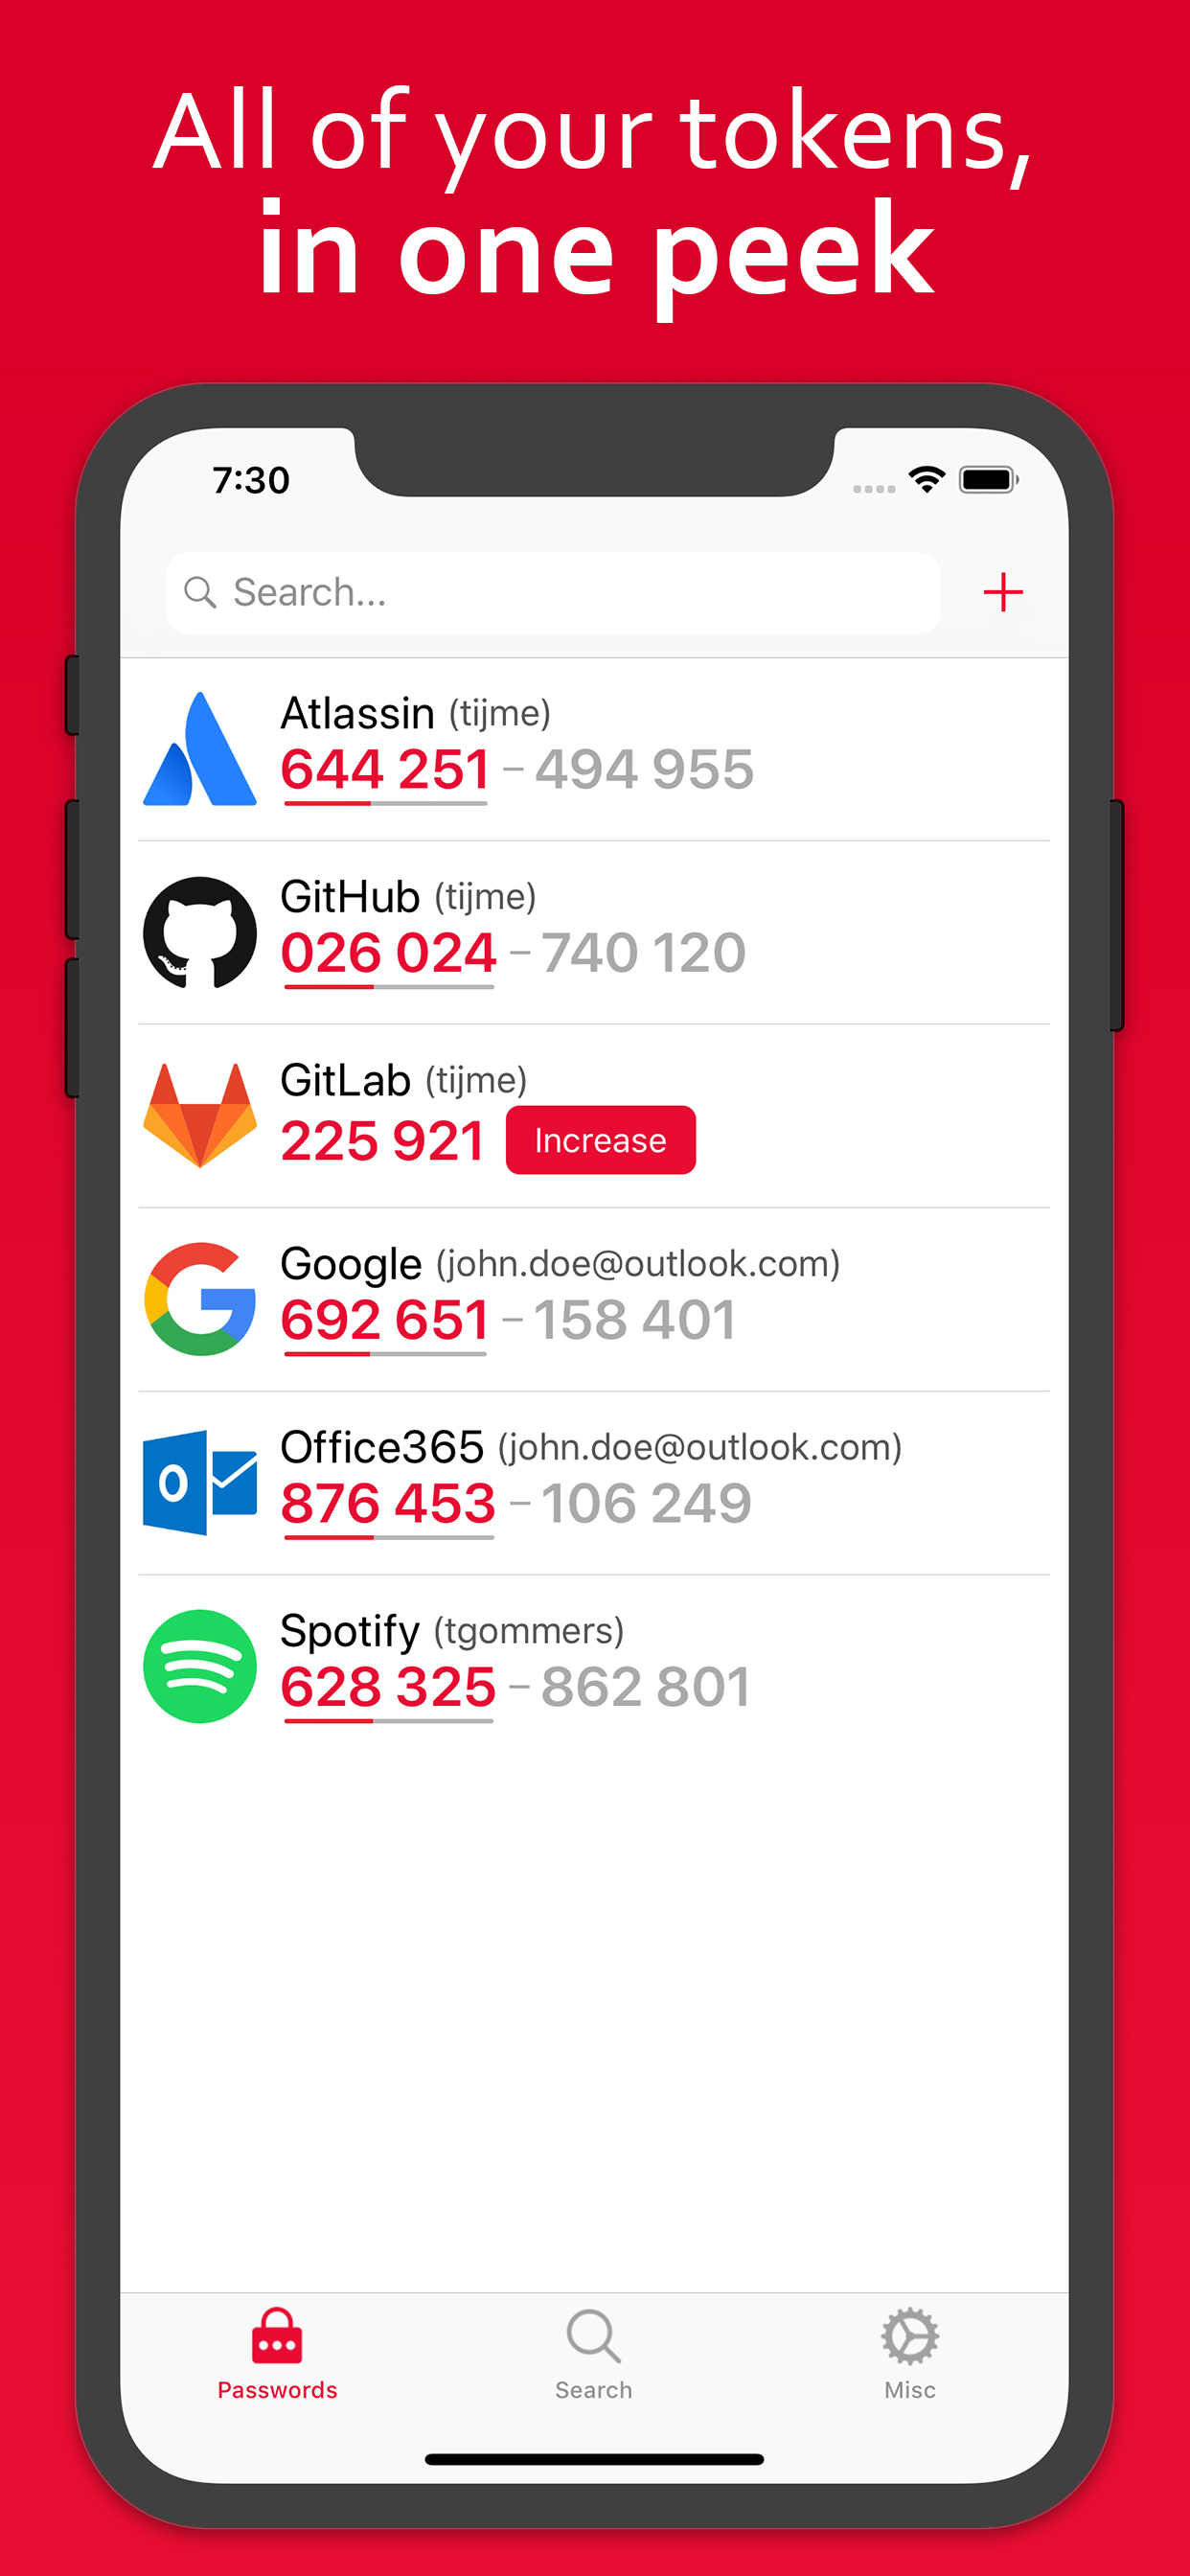 All of your tokens,
in one peek
7:30
Search...
Atlassin (tijme)
644 251 – 494 955
GitHub (tijme)
026 024 – 740 120
GitLab (tijme)
225 921 Increase
Google (john.doe@outlook.com)
692 651 – 158 401
Office365 (john.doe@outlook.com)
876 453 – 106 249
Spotify (tgommers)
628 325 – 862 801
Passwords Search Misc